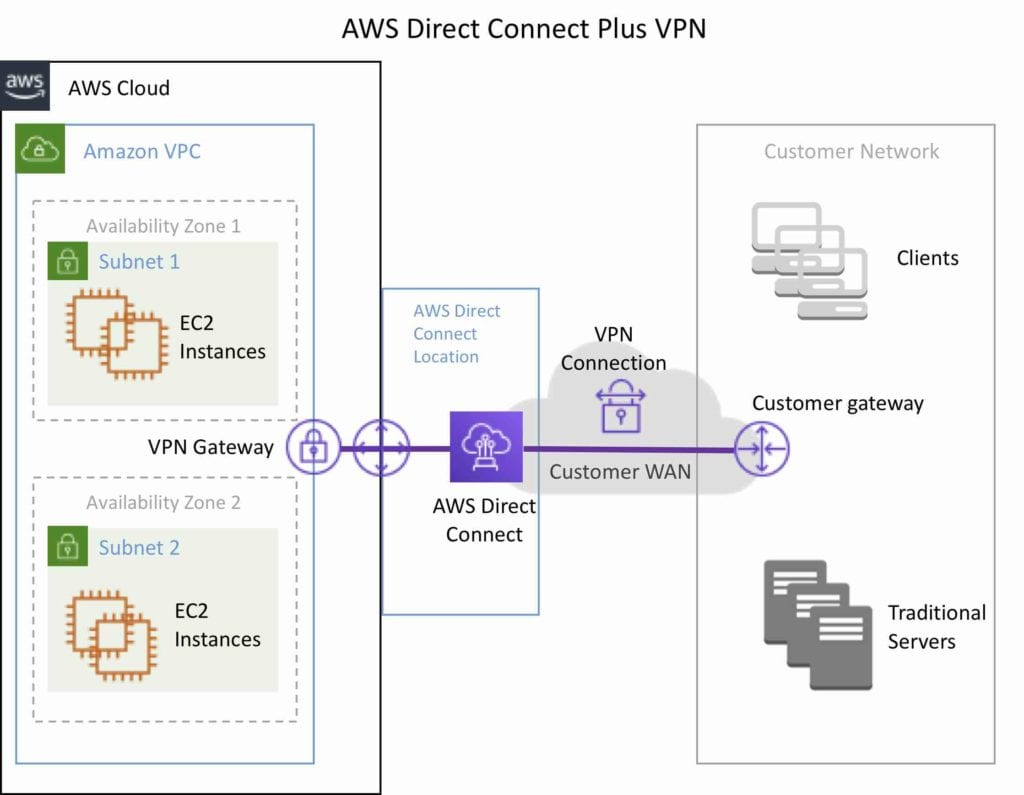 AWS Direct Connect Plus VPN
aws
AWS Cloud
Amazon VPC
Availability Zone 1
Subnet 1
EC2
Instances
VPN Gateway
Availability Zone 2
Subnet 2
EC2
Instances
AWS Direct
Connect
Location
AWS Direct
Connect
VPN
Connection
Customer WAN
Customer Network
Clients
Customer gateway
Traditional
Servers